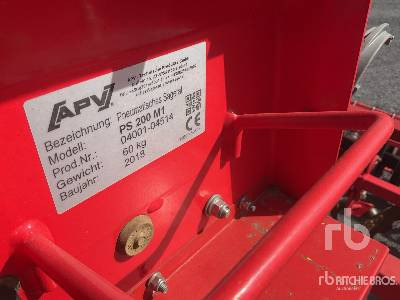 APV
Bezeichnung: Pneumatisches Sägerät
Modell: PS 200 M1
Prod.Nr.: 04001-04514
Gewicht: 60 kg
Baujahr: 2018
CE
rb
rb RITCHIE BROS.